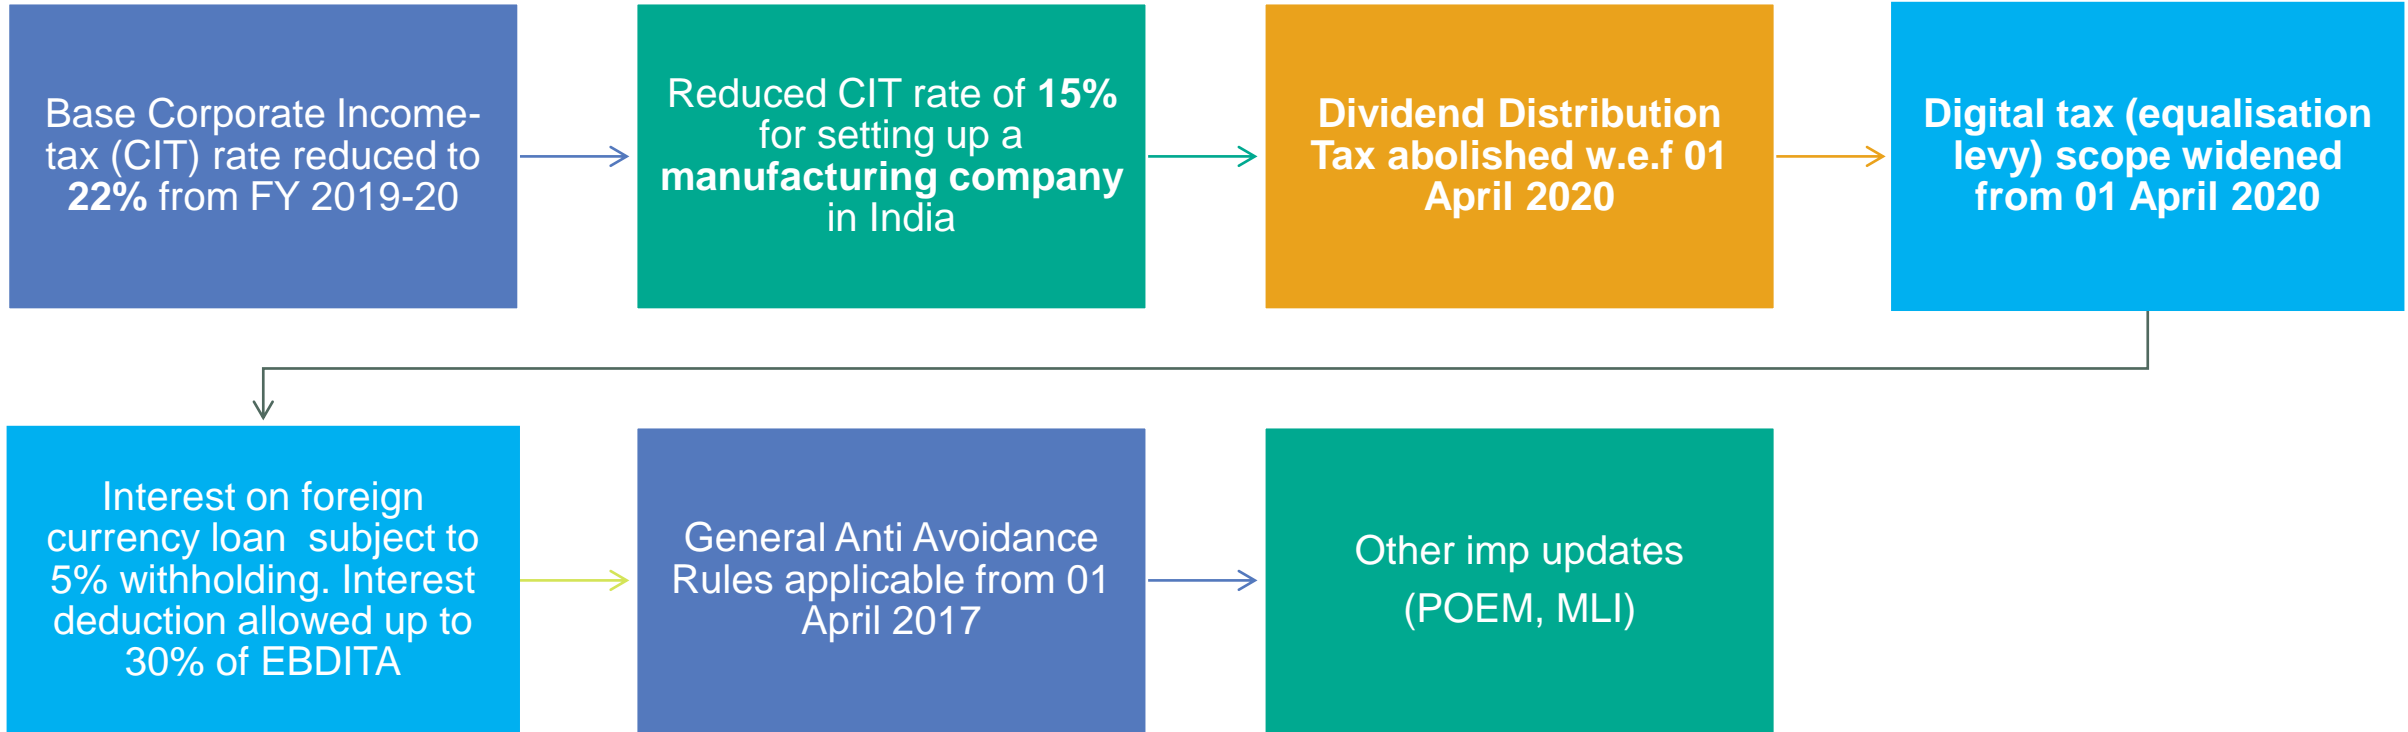 Base Corporate Income-
tax (CIT) rate reduced to
22% from FY 2019-20
Reduced CIT rate of 15%
for setting up a
manufacturing company
in India
Dividend Distribution
Tax abolished w.e.f 01
April 2020
Digital tax (equalisation
levy) scope widened
from 01 April 2020
Interest on foreign
currency loan  subject to
5% withholding. Interest
deduction allowed up to
30% of EBDITA
General Anti Avoidance
Rules applicable from 01
April 2017
Other imp updates
(POEM, MLI)